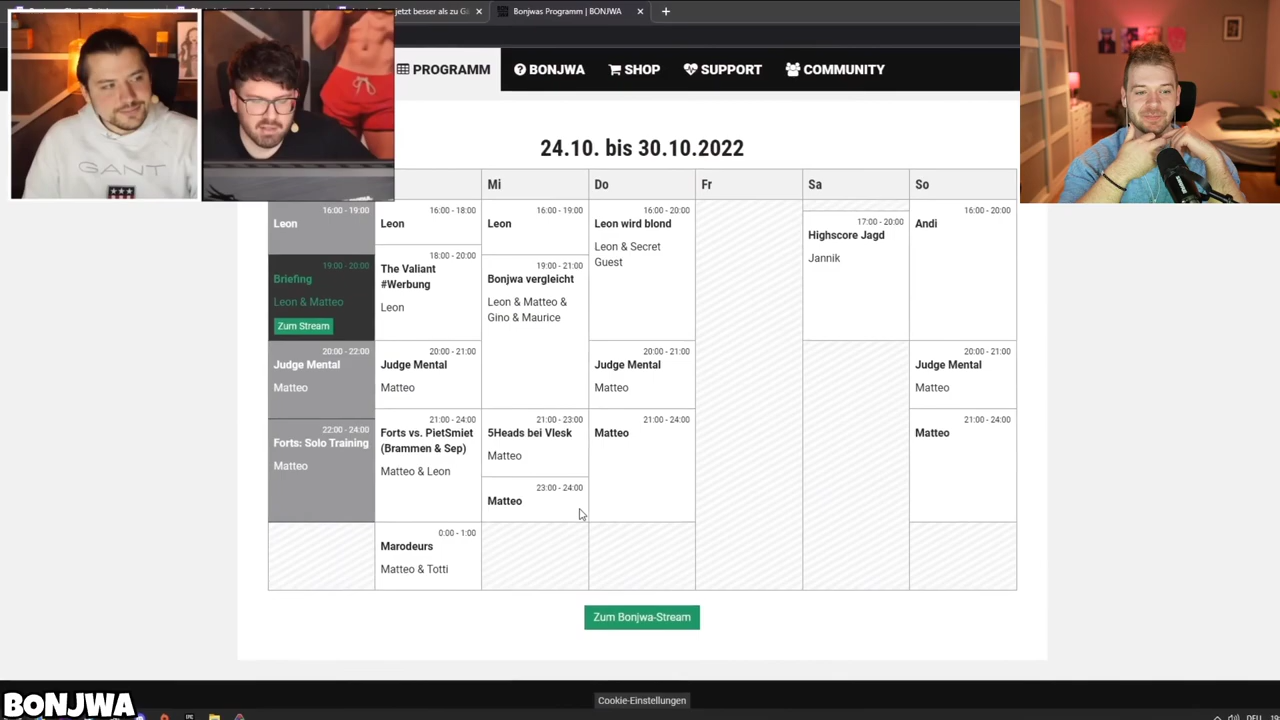 jetzt besser als zu G
Bonjwas Programm | BONJWA
PROGRAMM
BONJWA
SHOP
SUPPORT
COMMUNITY
GANT
24.10. bis 30.10.2022
Mi
Do
Fr
Sa
So
16:00 - 19:00
Leon
19:00 - 20:00
Briefing
Leon & Matteo
Zum Stream
20:00 - 22:00
Judge Mental
Matteo
22:00 - 24:00
Forts: Solo Training
Matteo
16:00 - 18:00
Leon
18:00 - 20:00
The Valiant
#Werbung
Leon
20:00 - 21:00
Judge Mental
Matteo
21:00 - 24:00
Forts vs. PietSmiet
(Brammen & Sep)
Matteo & Leon
0:00 - 1:00
Marodeurs
Matteo & Totti
16:00 - 19:00
Leon
19:00 - 21:00
Bonjwa vergleicht
Leon & Matteo &
Gino & Maurice
21:00 - 23:00
5Heads bei Vlesk
Matteo
23:00 - 24:00
Matteo
16:00 - 20:00
Leon wird blond
Leon & Secret
Guest
20:00 - 21:00
Judge Mental
Matteo
21:00 - 24:00
Matteo
17:00 - 20:00
Highscore Jagd
Jannik
16:00 - 20:00
Andi
20:00 - 21:00
Judge Mental
Matteo
21:00 - 24:00
Matteo
Zum Bonjwa-Stream
Cookie-Einstellungen
BONJWA
DEU